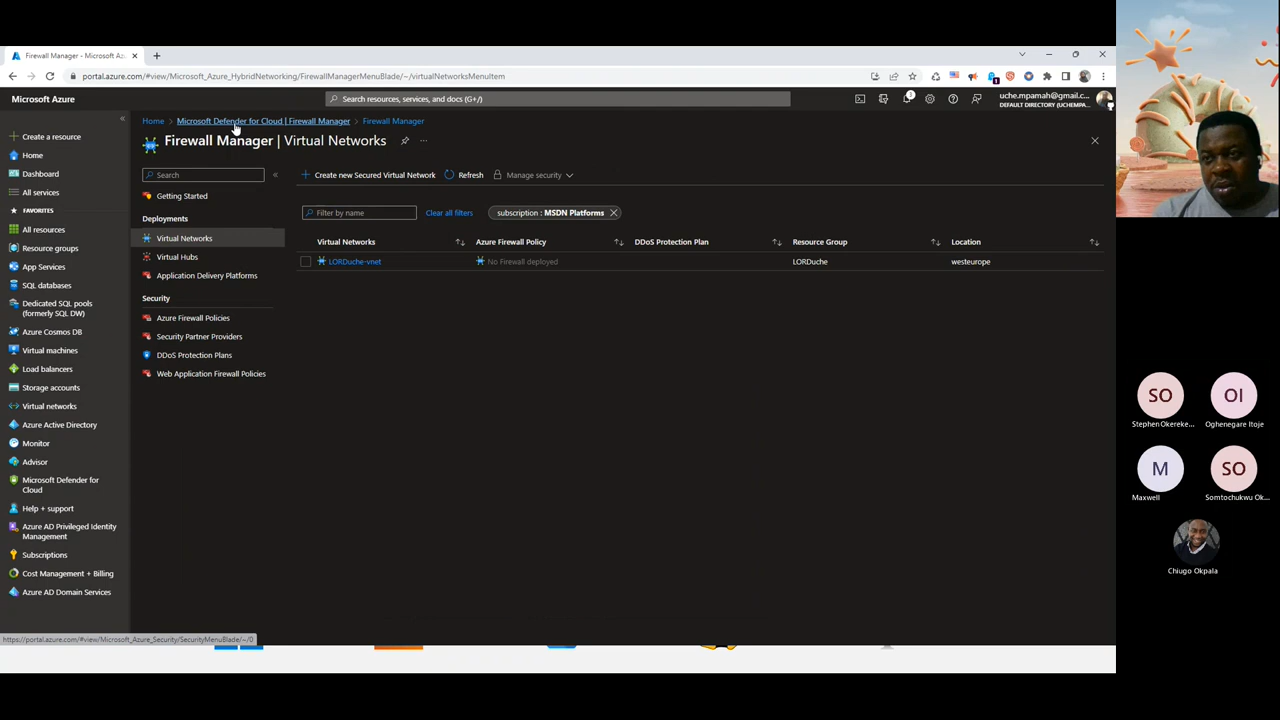 Firewall Manager - Microsoft Az
portal.azure.com/#view/Microsoft_Azure_HybridNetworking/FirewallManagerMenuBlade/~/virtualNetworksMenuItem
Microsoft Azure
Search resources, services, and docs (G+/)
3
1
uche.mpamah@gmail.c...
DEFAULT DIRECTORY (UCHEMPA...
Create a resource
Home
Dashboard
All services
FAVORITES
All resources
Resource groups
App Services
SQL databases
Dedicated SQL pools
(formerly SQL DW)
Azure Cosmos DB
Virtual machines
Load balancers
Storage accounts
Virtual networks
Azure Active Directory
Monitor
Advisor
Microsoft Defender for
Cloud
Help + support
Azure AD Privileged Identity
Management
Subscriptions
Cost Management + Billing
Azure AD Domain Services
Home > Microsoft Defender for Cloud | Firewall Manager > Firewall Manager
Firewall Manager | Virtual Networks
Search
Getting Started
Deployments
Virtual Networks
Virtual Hubs
Application Delivery Platforms
Security
Azure Firewall Policies
Security Partner Providers
DDoS Protection Plans
Web Application Firewall Policies
Create new Secured Virtual Network Refresh Manage security
Filter by name Clear all filters subscription : MSDN Platforms
Virtual Networks Azure Firewall Policy DDoS Protection Plan Resource Group Location
LORDuche-vnet No Firewall deployed LORDuche westeurope
https://portal.azure.com/#view/Microsoft_Azure_Security/SecurityMenuBlade/~/0
SO OI
Stephen Okereke... Oghenegare Itoje
M SO
Maxwell Somtochukwu Ok...
Chiugo Okpala